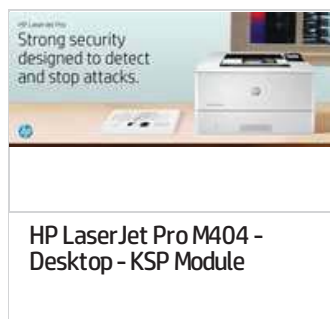 HP LaserJet Pro
Strong security
designed to detect
and stop attacks.
HP LaserJet Pro M404 -
Desktop - KSP Module